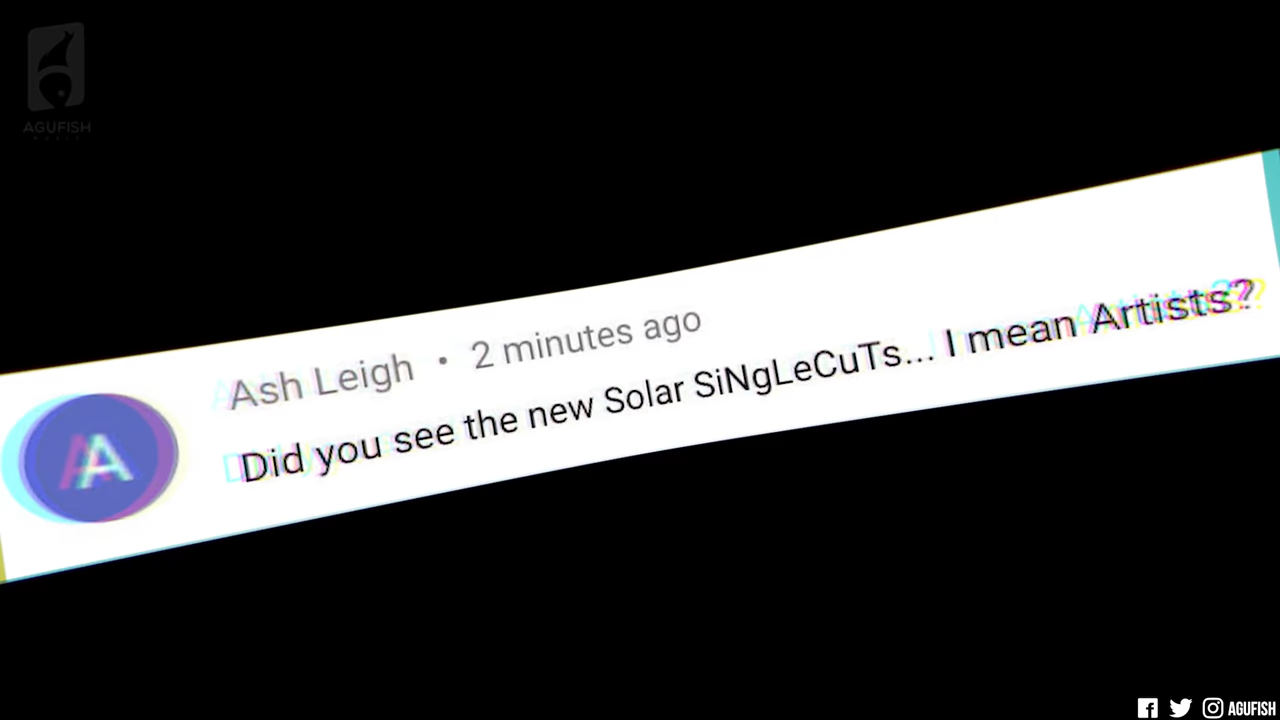 AGUFISH
Ash Leigh • 2 minutes ago
Did you see the new Solar SiNgLeCuTs... I mean Artists?
AGUFISH